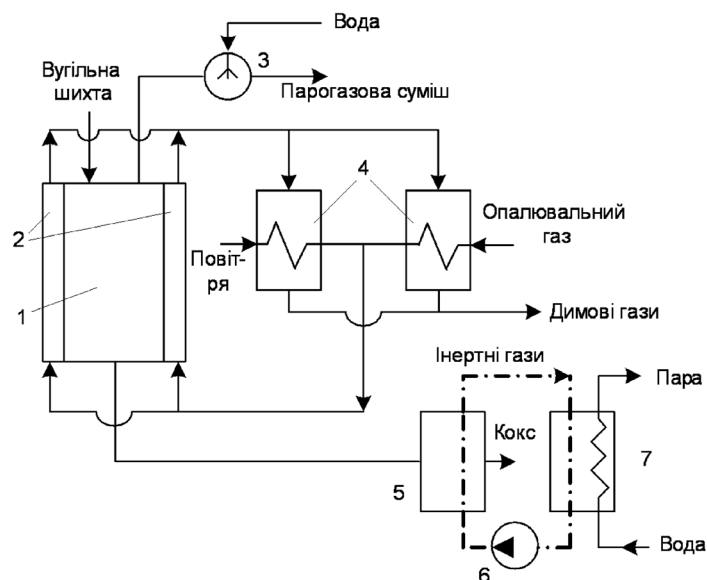 Вода
3
Вугільна
шихта
Парогазова суміш
4
2
Опалювальний
газ
Повіт-
ря
1
Димові гази
Інертні гази
Пара
Кокс
7
5
Вода
6